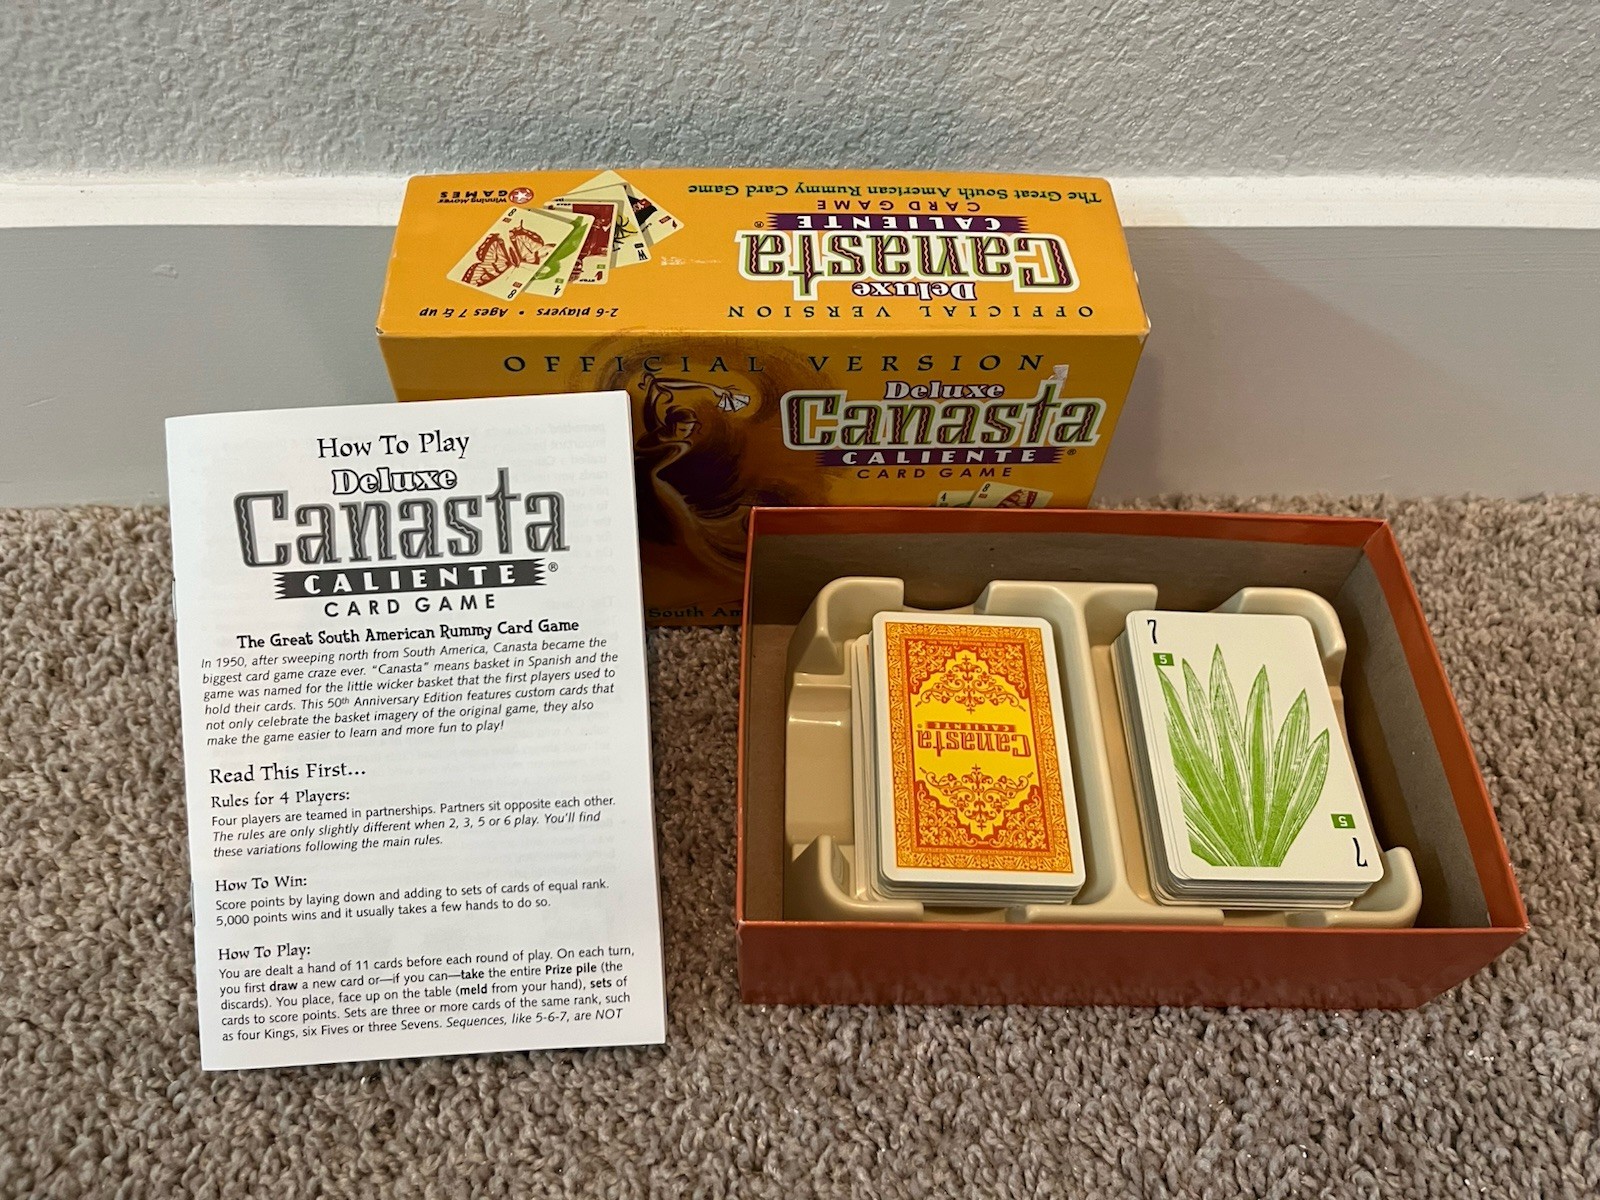 Winning Moves
GAMES
The Great South American Rummy Card Game
CARD GAME
CALIENTE®
Canasta
Deluxe
OFFICIAL VERSION
2-6 players • Ages 7 & up
8
8
4
W
OFFICIAL VERSION
Deluxe
Canasta
CALIENTE®
CARD GAME
4
8
South Am
How To Play
Deluxe
Canasta
CALIENTE®
CARD GAME
The Great South American Rummy Card Game
In 1950, after sweeping north from South America, Canasta became the
biggest card game craze ever. “Canasta” means basket in Spanish and the
game was named for the little wicker basket that the first players used to
hold their cards. This 50th Anniversary Edition features custom cards that
not only celebrate the basket imagery of the original game, they also
make the game easier to learn and more fun to play!
Read This First...
Rules for 4 Players:
Four players are teamed in partnerships. Partners sit opposite each other.
The rules are only slightly different when 2, 3, 5 or 6 play. You'll find
these variations following the main rules.
How To Win:
Score points by laying down and adding to sets of cards of equal rank.
5,000 points wins and it usually takes a few hands to do so.
How To Play:
You are dealt a hand of 11 cards before each round of play. On each turn,
you first draw a new card or—if you can—take the entire Prize pile (the
discards). You place, face up on the table (meld from your hand), sets of
cards to score points. Sets are three or more cards of the same rank, such
as four Kings, six Fives or three Sevens. Sequences, like 5-6-7, are NOT
Canasta
CALIENTE®
7
5
5
7